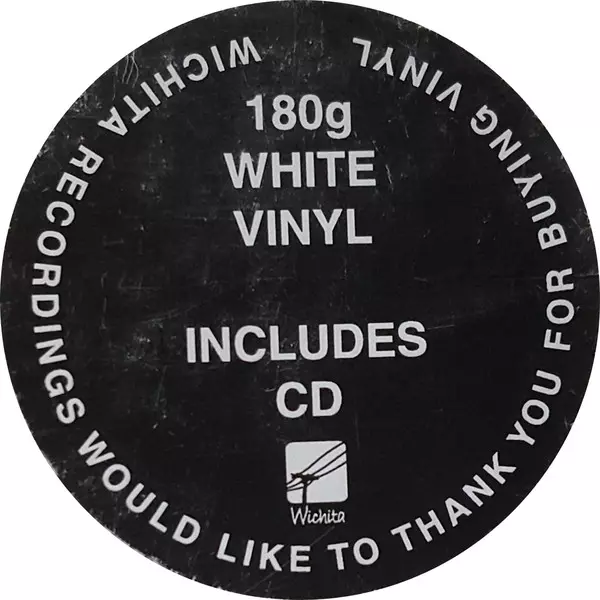 WICHITA RECORDINGS WOULD LIKE TO THANK YOU FOR BUYING VINYL
180g
WHITE
VINYL
INCLUDES
CD
Wichita